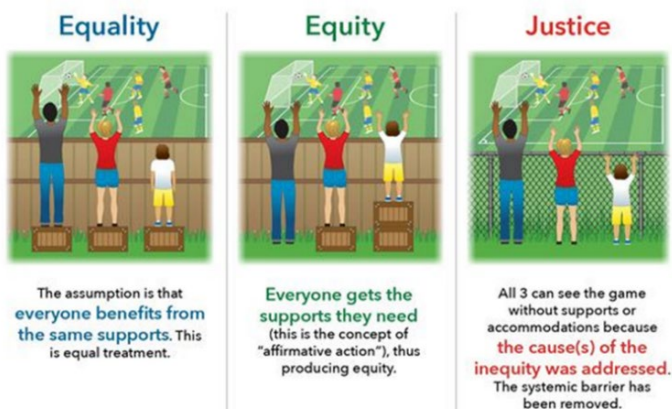 Equality
The assumption is that
everyone benefits from
the same supports. This
is equal treatment.
Equity
Everyone gets the
supports they need
(this is the concept of
"affirmative action"), thus
producing equity.
Justice
All 3 can see the game
without supports or
accommodations because
the cause(s) of the
inequity was addressed.
The systemic barrier has
been removed.